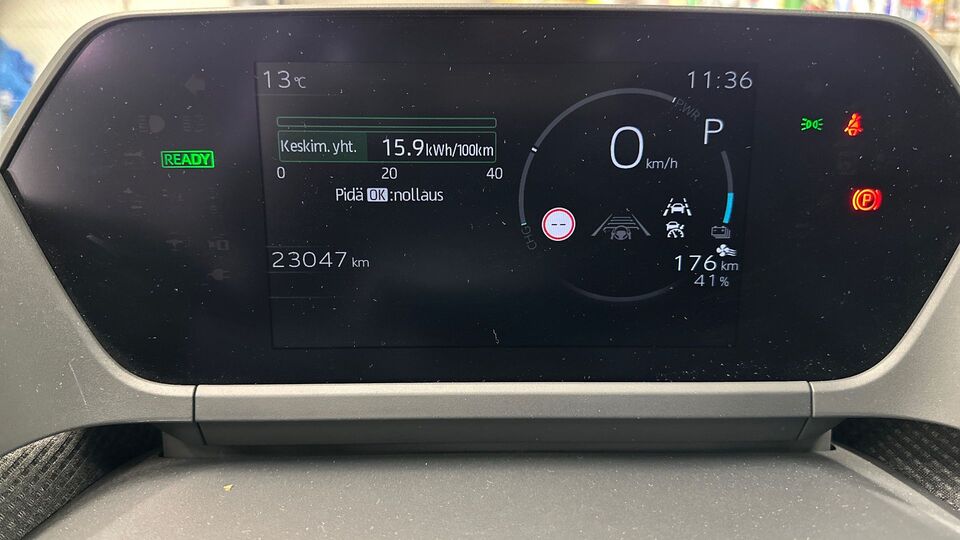 13°C
11:36
PWR
0 km/h
P
READY
Keskim. yht. 15.9 kWh/100km
0 20 40
Pidä OK :nollaus
--
CHG
P
23047 km
176 km
41%